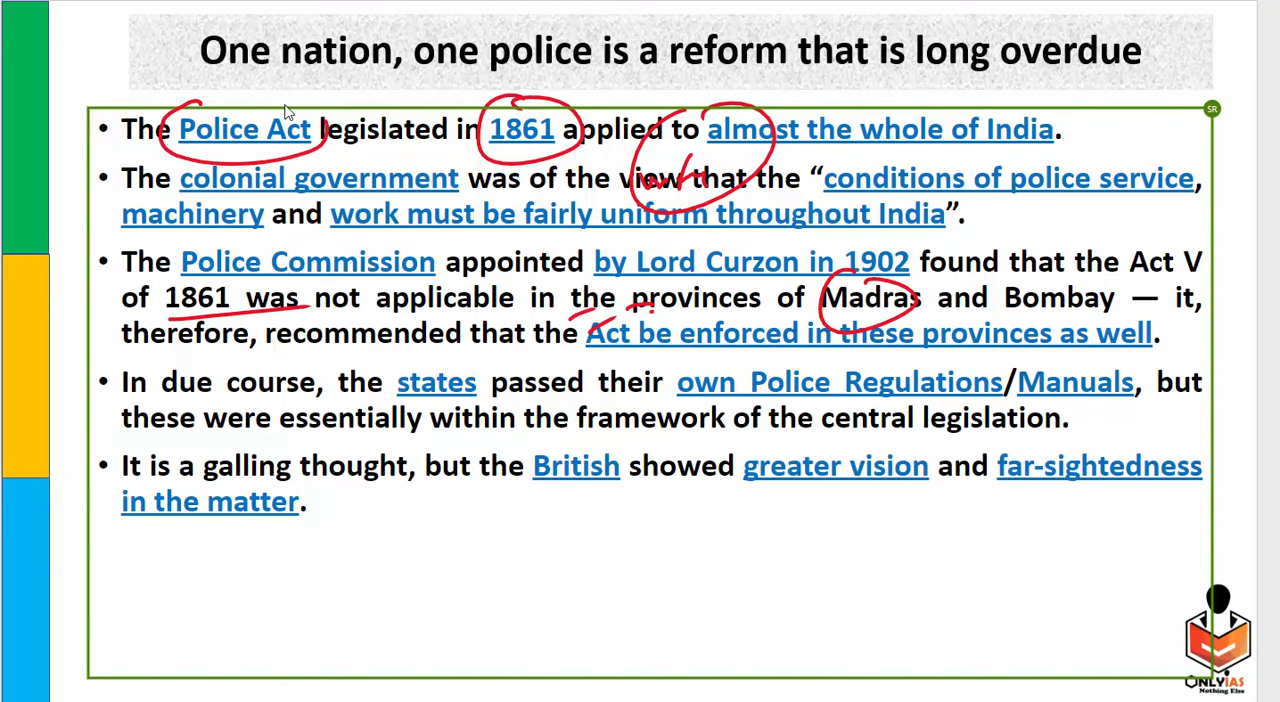 One nation, one police is a reform that is long overdue
SR
• The Police Act legislated in 1861 applied to almost the whole of India.
• The colonial government was of the view that the “conditions of police service,
machinery and work must be fairly uniform throughout India”.
• The Police Commission appointed by Lord Curzon in 1902 found that the Act V
of 1861 was not applicable in the provinces of Madras and Bombay — it,
therefore, recommended that the Act be enforced in these provinces as well.
• In due course, the states passed their own Police Regulations/Manuals, but
these were essentially within the framework of the central legislation.
• It is a galling thought, but the British showed greater vision and far-sightedness
in the matter.
ONLYIAS
Nothing Else